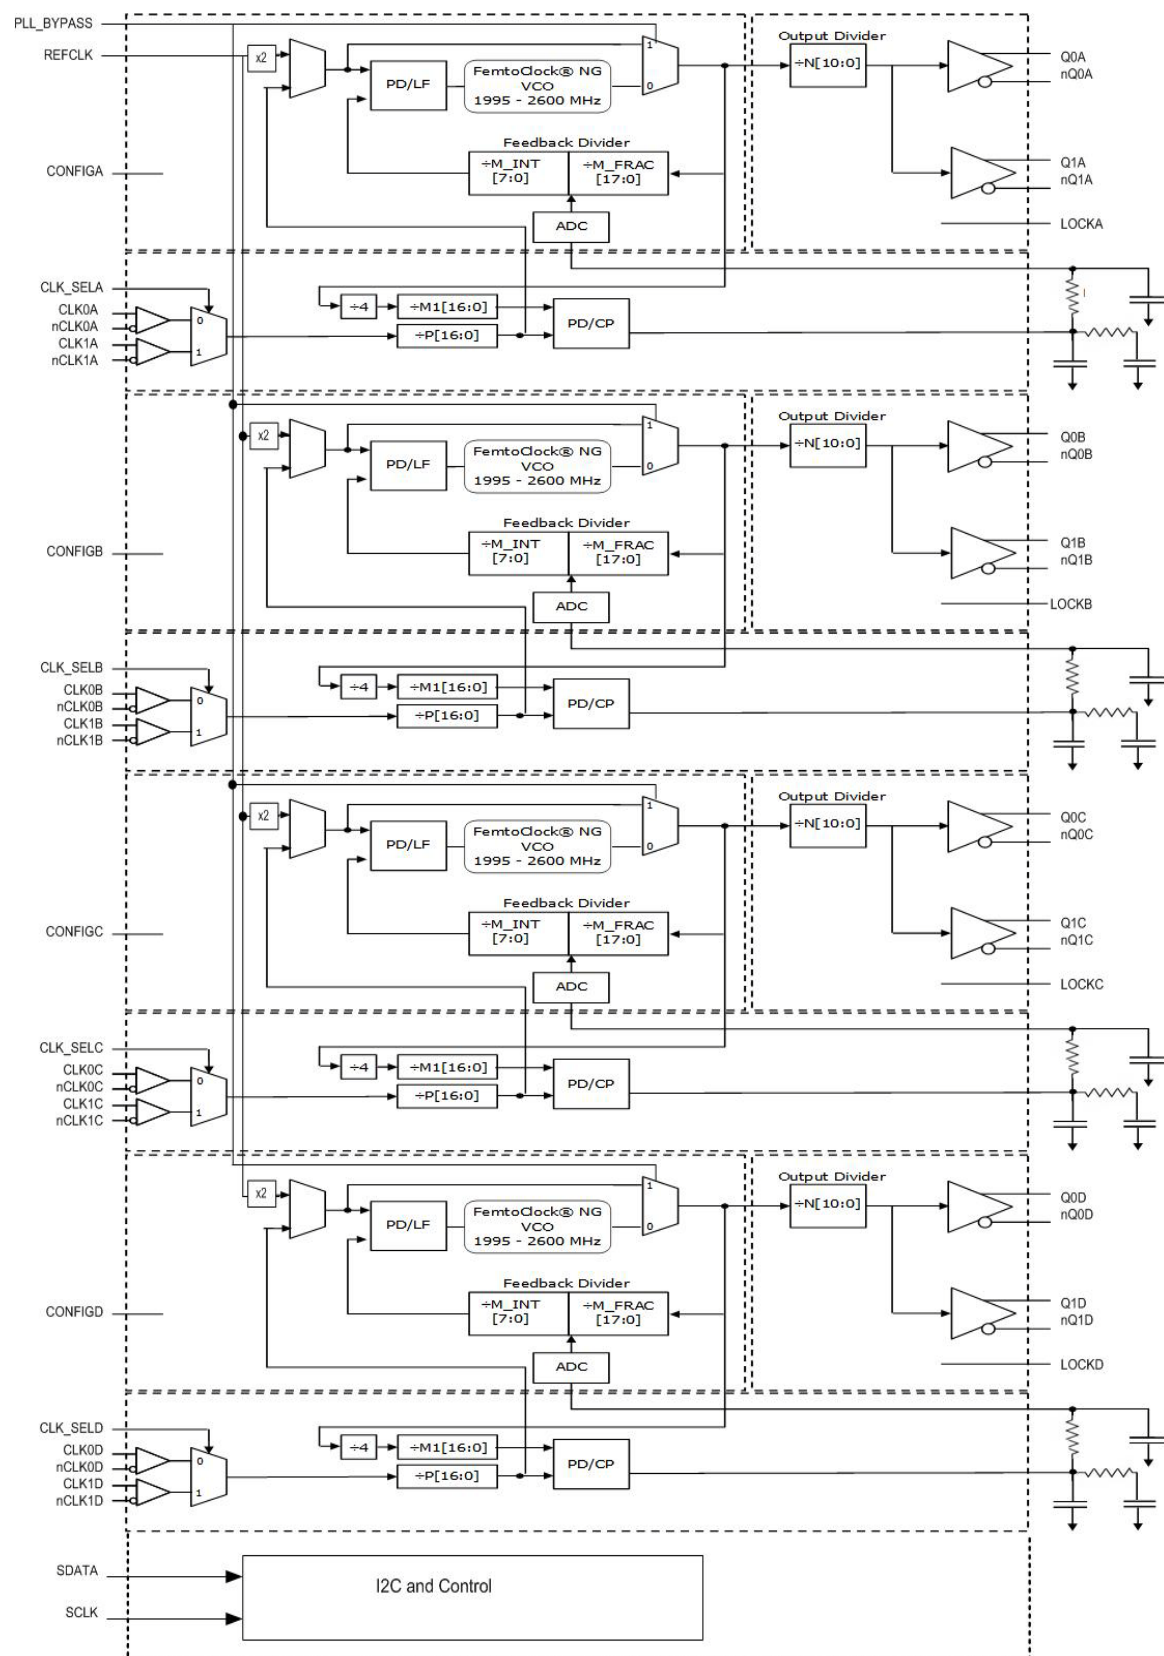 PLL_BYPASS
REFCLK
x2
1
0
PD/LF
FemtoClock® NG
VCO
1995 - 2600 MHz
Output Divider
÷N[10:0]
Q0A
nQ0A
Feedback Divider
÷M_INT
[7:0]
÷M_FRAC
[17:0]
CONFIGA
Q1A
nQ1A
ADC
LOCKA
CLK_SELA
CLK0A
nCLK0A
CLK1A
nCLK1A
0
1
÷4
÷M1[16:0]
÷P[16:0]
PD/CP
x2
1
0
PD/LF
FemtoClock® NG
VCO
1995 - 2600 MHz
Output Divider
÷N[10:0]
Q0B
nQ0B
Feedback Divider
÷M_INT
[7:0]
÷M_FRAC
[17:0]
CONFIGB
Q1B
nQ1B
ADC
LOCKB
CLK_SELB
CLK0B
nCLK0B
CLK1B
nCLK1B
0
1
÷4
÷M1[16:0]
÷P[16:0]
PD/CP
x2
1
0
PD/LF
FemtoClock® NG
VCO
1995 - 2600 MHz
Output Divider
÷N[10:0]
Q0C
nQ0C
Feedback Divider
÷M_INT
[7:0]
÷M_FRAC
[17:0]
CONFIGC
Q1C
nQ1C
ADC
LOCKC
CLK_SELC
CLK0C
nCLK0C
CLK1C
nCLK1C
0
1
÷4
÷M1[16:0]
÷P[16:0]
PD/CP
x2
1
0
PD/LF
FemtoClock® NG
VCO
1995 - 2600 MHz
Output Divider
÷N[10:0]
Q0D
nQ0D
Feedback Divider
÷M_INT
[7:0]
÷M_FRAC
[17:0]
CONFIGD
Q1D
nQ1D
ADC
LOCKD
CLK_SELD
CLK0D
nCLK0D
CLK1D
nCLK1D
0
1
÷4
÷M1[16:0]
÷P[16:0]
PD/CP
SDATA
SCLK
I2C and Control